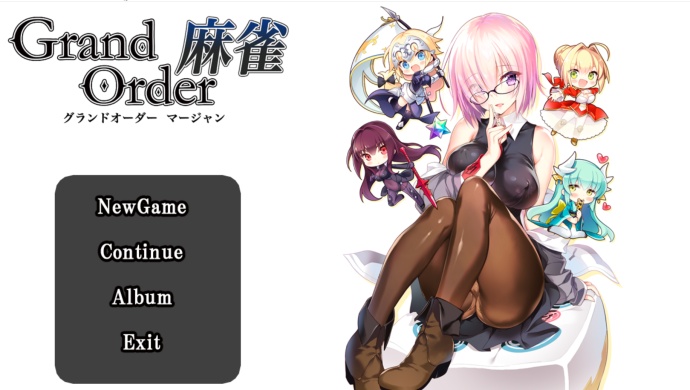 Grand 麻雀
Order
グランドオーダー マージャン
NewGame
Continue
Album
Exit